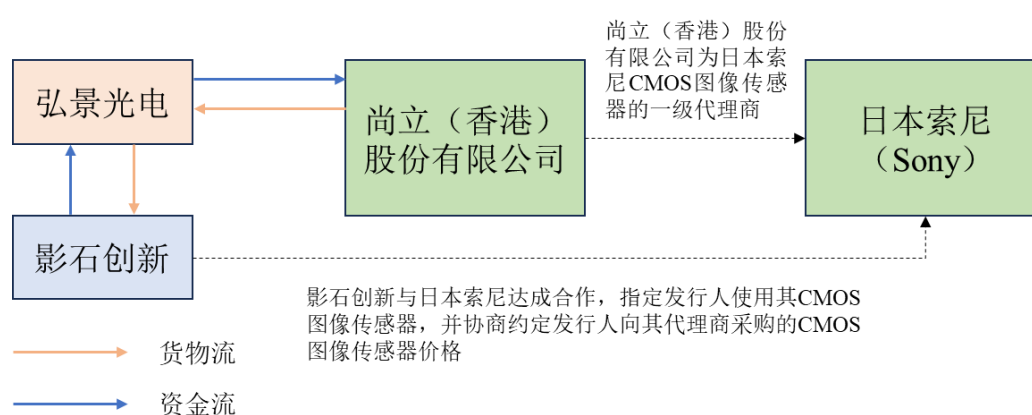 尚立（香港）股份
有限公司为日本索
尼CMOS图像传感
器的一级代理商
弘景光电
尚立（香港）
股份有限公司
日本索尼
（Sony）
影石创新
影石创新与日本索尼达成合作，指定发行人使用其CMOS
图像传感器，并协商约定发行人向其代理商采购的CMOS
图像传感器价格
货物流
资金流